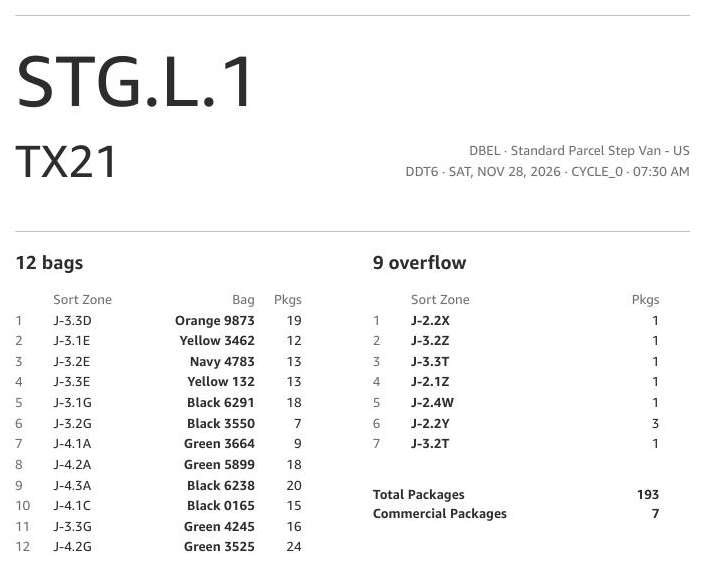 STG.L.1
TX21
DBEL · Standard Parcel Step Van - US
DDT6 · SAT, NOV 28, 2026 · CYCLE_0 · 07:30 AM
12 bags
Sort Zone Bag Pkgs
1 J-3.3D Orange 9873 19
2 J-3.1E Yellow 3462 12
3 J-3.2E Navy 4783 13
4 J-3.3E Yellow 132 13
5 J-3.1G Black 6291 18
6 J-3.2G Black 3550 7
7 J-4.1A Green 3664 9
8 J-4.2A Green 5899 18
9 J-4.3A Black 6238 20
10 J-4.1C Black 0165 15
11 J-3.3G Green 4245 16
12 J-4.2G Green 3525 24
9 overflow
Sort Zone Pkgs
1 J-2.2X 1
2 J-3.2Z 1
3 J-3.3T 1
4 J-2.1Z 1
5 J-2.4W 1
6 J-2.2Y 3
7 J-3.2T 1
Total Packages 193
Commercial Packages 7